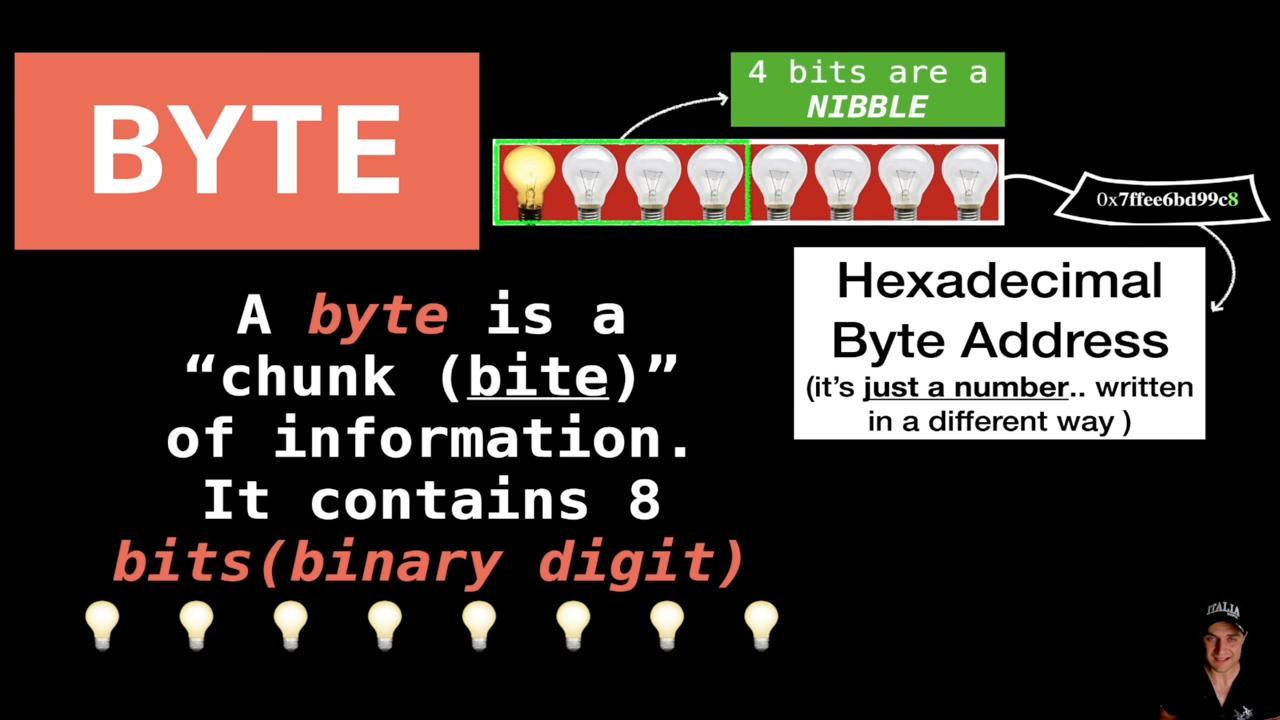 BYTE
4 bits are a
NIBBLE
0x7ffee6bd99c8
Hexadecimal
Byte Address
(it's just a number.. written
in a different way )
A byte is a
“chunk (bite)”
of information.
It contains 8
bits(binary digit)
ITALIA